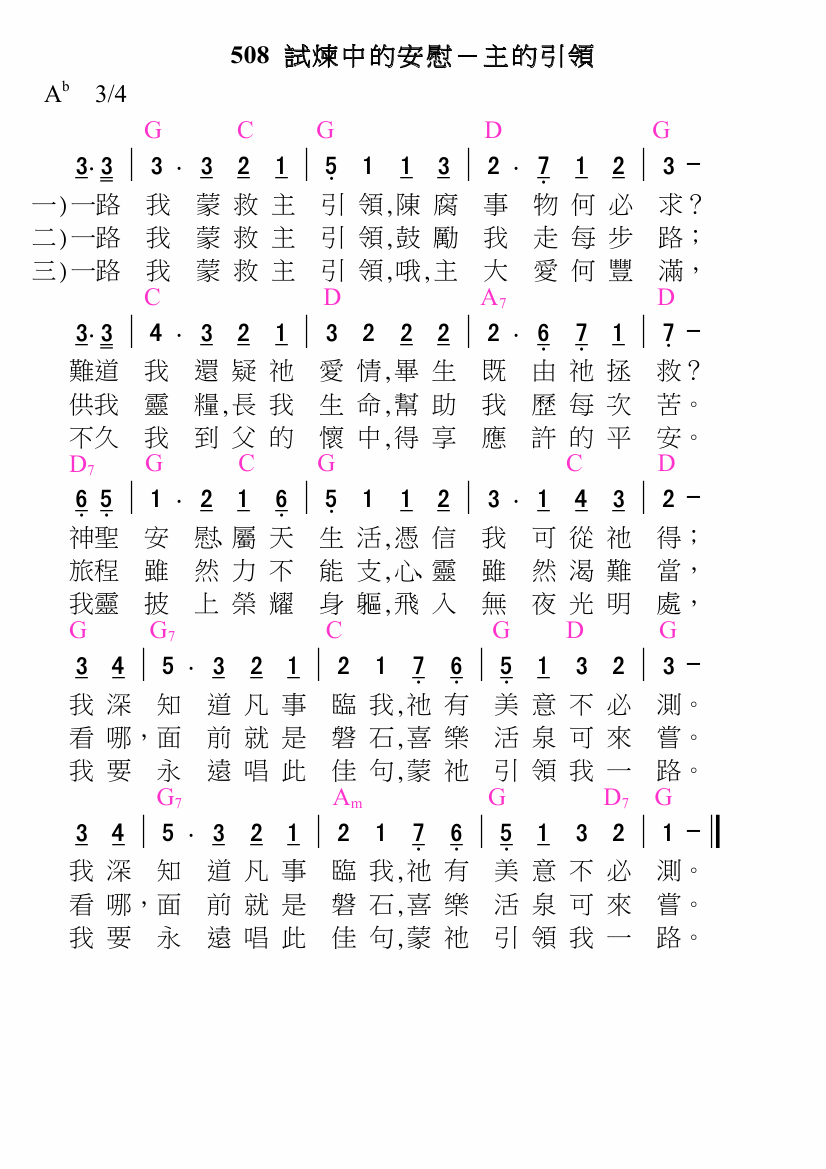 508 試煉中的安慰－主的引領
A♭ 3/4
G C G D G
3· 3 | 3 · 3 2 1 | 5 1 1 3 | 2 · 7 1 2 | 3 －
一)一路 我 蒙 救 主 引 領,陳 腐 事 物 何 必 求？
二)一路 我 蒙 救 主 引 領,鼓 勵 我 走 每 步 路；
三)一路 我 蒙 救 主 引 領,哦,主 大 愛 何 豐 滿，
C D A7 D
3· 3 | 4 · 3 2 1 | 3 2 2 2 | 2 · 6 7 1 | 7 －
難道 我 還 疑 祂 愛 情,畢 生 既 由 祂 拯 救？
供我 靈 糧,長 我 生 命,幫 助 我 歷 每 次 苦。
不久 我 到 父 的 懷 中,得 享 應 許 的 平 安。
D7 G C G C D
6 5 | 1 · 2 1 6 | 5 1 1 2 | 3 · 1 4 3 | 2 －
神聖 安 慰、屬 天 生 活,憑 信 我 可 從 祂 得；
旅程 雖 然 力 不 能 支,心、靈 雖 然 渴 難 當，
我靈 披 上 榮 耀 身 軀,飛 入 無 夜 光 明 處，
G G7 C G D G
3 4 | 5 · 3 2 1 | 2 1 7 6 | 5 1 3 2 | 3 －
我 深 知 道 凡 事 臨 我,祂 有 美 意 不 必 測。
看 哪，面 前 就 是 磐 石,喜 樂 活 泉 可 來 嘗。
我 要 永 遠 唱 此 佳 句,蒙 祂 引 領 我 一 路。
G7 Am G D7 G
3 4 | 5 · 3 2 1 | 2 1 7 6 | 5 1 3 2 | 1 － ‖
我 深 知 道 凡 事 臨 我,祂 有 美 意 不 必 測。
看 哪，面 前 就 是 磐 石,喜 樂 活 泉 可 來 嘗。
我 要 永 遠 唱 此 佳 句,蒙 祂 引 領 我 一 路。